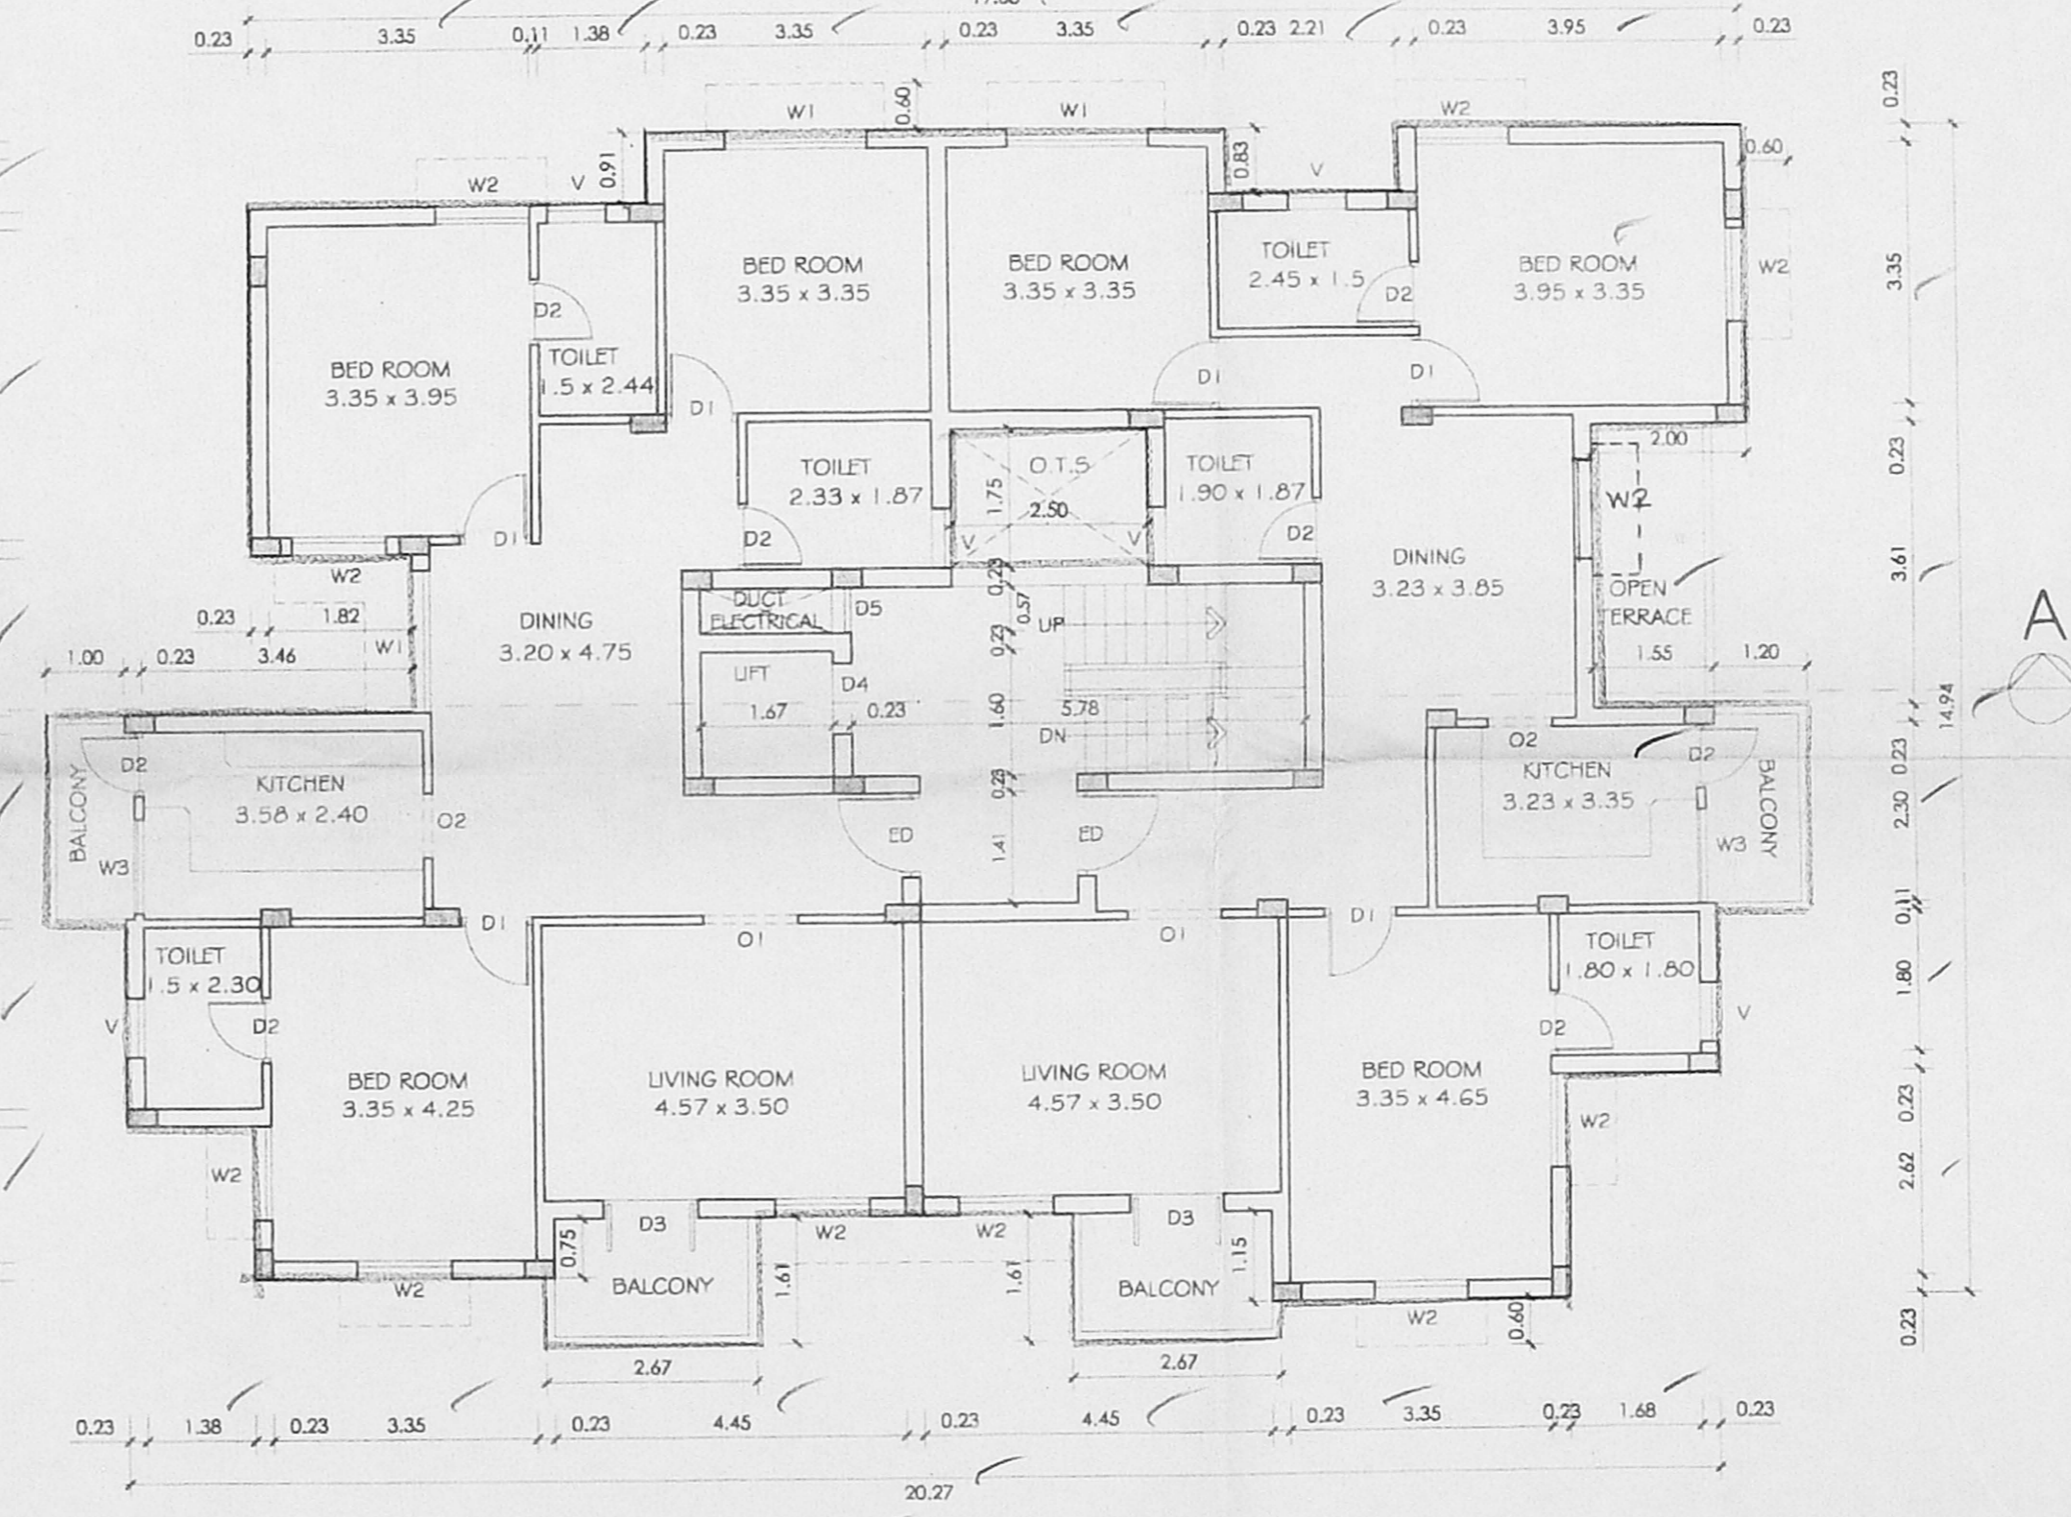 0.23 3.35 0.11 1.38 0.23 3.35 0.23 3.35 0.23 2.21 0.23 3.95 0.23
0.23
W1 0.60 W1 W2
0.91 0.83 V 0.60
W2 V
BED ROOM
3.35 x 3.35
BED ROOM
3.35 x 3.35
TOILET
2.45 x 1.5
D2
BED ROOM
3.95 x 3.35
W2
3.35
D2
BED ROOM
3.35 x 3.95
TOILET
1.5 x 2.44
D1
D1
D1
2.00
0.23
TOILET
2.33 x 1.87
D2
O.T.S
1.75
2.50
V
V
TOILET
1.90 x 1.87
D2
W2
D1
W2
0.23 1.82
W1
1.00 0.23 3.46
DINING
3.20 x 4.75
DUCT
ELECTRICAL
D5
0.23
0.57
UP
0.23
DINING
3.23 x 3.85
OPEN
TERRACE
1.55 1.20
3.61
A
LIFT
D4
1.67 0.23 1.60 5.78
DN
0.23
14.94
BALCONY
D2
KITCHEN
3.58 x 2.40
O2
W3
ED
ED
1.41
O2
KITCHEN
3.23 x 3.35
D2
BALCONY
W3
0.23
2.30
0.11
D1
O1
O1
D1
TOILET
1.5 x 2.30
V
D2
TOILET
1.80 x 1.80
D2
V
1.80
BED ROOM
3.35 x 4.25
LIVING ROOM
4.57 x 3.50
LIVING ROOM
4.57 x 3.50
BED ROOM
3.35 x 4.65
W2
W2
0.23
2.62
D3
W2
W2
D3
0.75
BALCONY
1.61
1.61
1.15
BALCONY
W2
W2
0.60
0.23
2.67 2.67
0.23 1.38 0.23 3.35 0.23 4.45 0.23 4.45 0.23 3.35 0.23 1.68 0.23
20.27